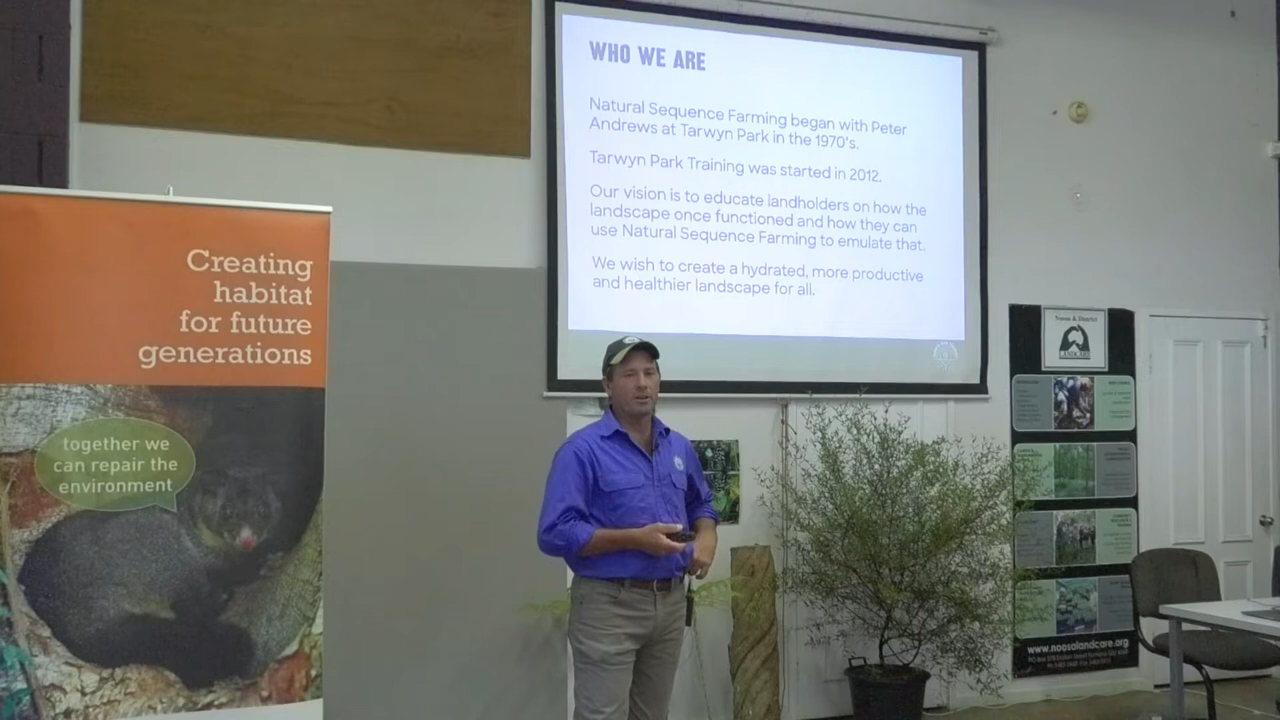 WHO WE ARE
Natural Sequence Farming began with Peter
Andrews at Tarwyn Park in the 1970's.
Tarwyn Park Training was started in 2012.
Our vision is to educate landholders on how the
landscape once functioned and how they can
use Natural Sequence Farming to emulate that.
We wish to create a hydrated, more productive
and healthier landscape for all.
Creating
habitat
for future
generations
together we
can repair the
environment
Noosa & District
LANDCARE
www.noosalandcare.org